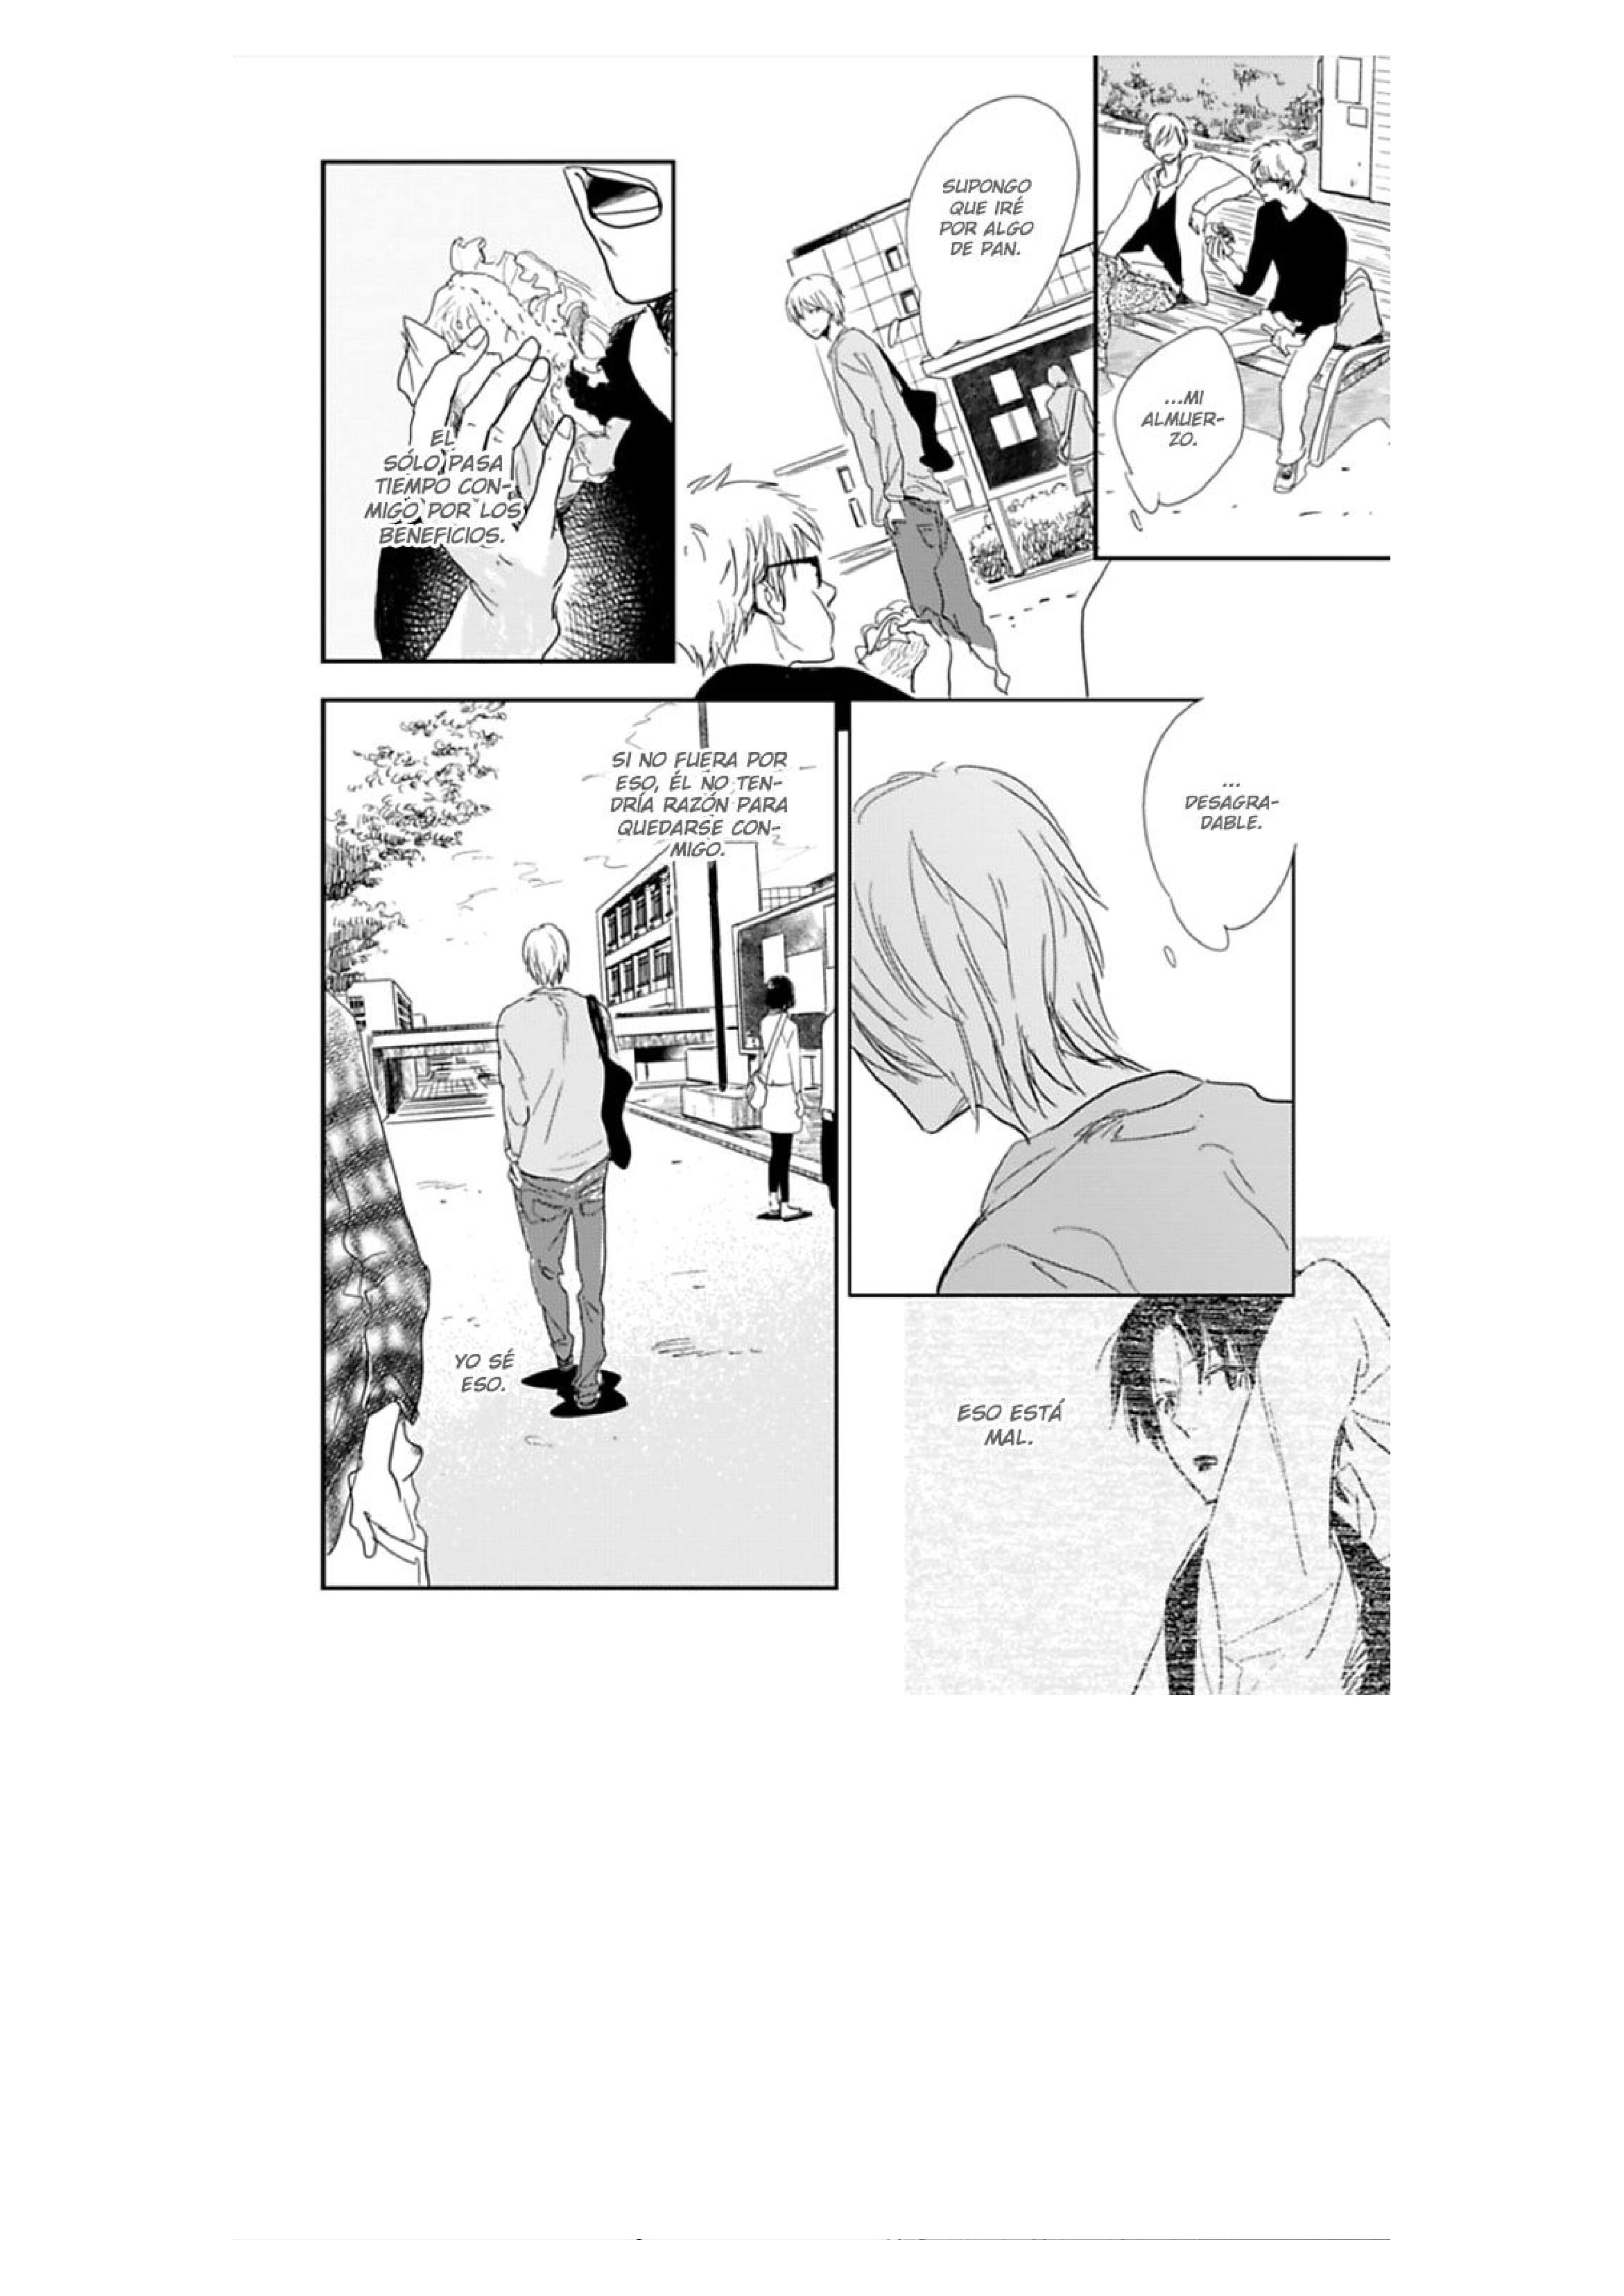 ...MI
ALMUER-
ZO.
SUPONGO
QUE IRÉ
POR ALGO
DE PAN.
EL
SÓLO PASA
TIEMPO CON-
MIGO POR LOS
BENEFICIOS.
...
DESAGRA-
DABLE.
ESO ESTÁ
MAL.
SI NO FUERA POR
ESO, ÉL NO TEN-
DRÍA RAZÓN PARA
QUEDARSE CON-
MIGO.
YO SÉ
ESO.